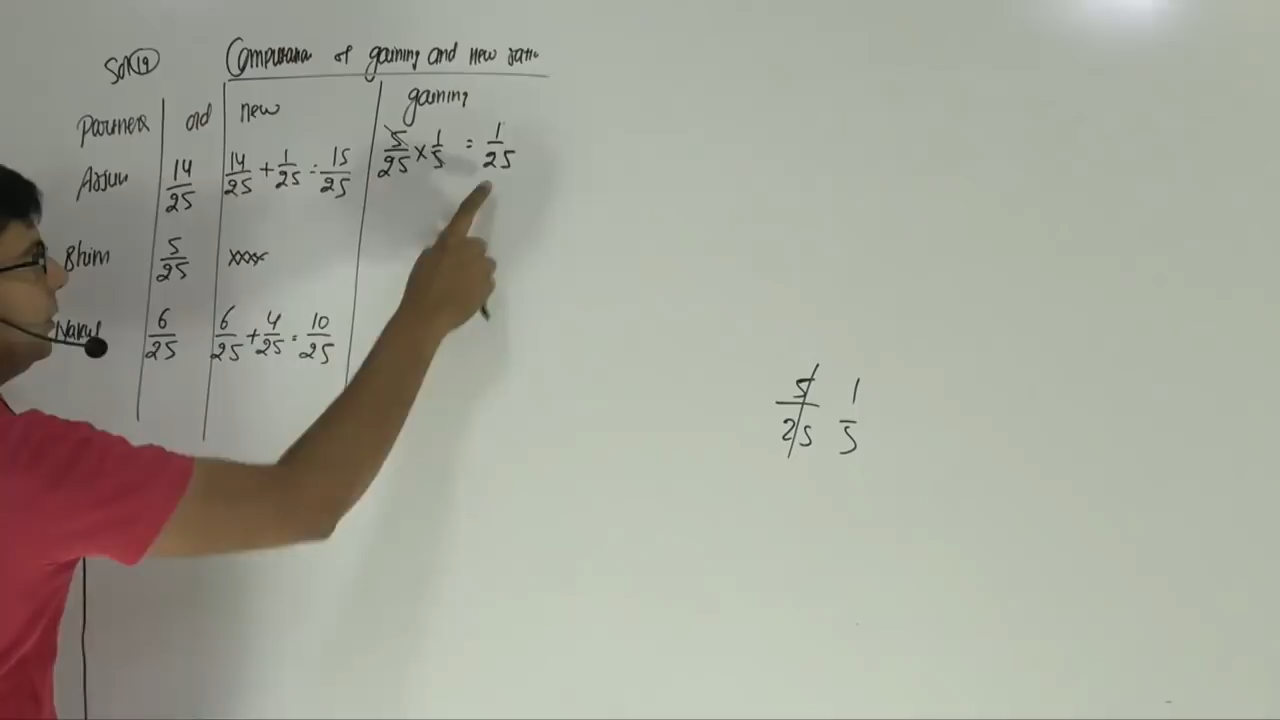 Sol (19) Computation of gaining and new ratio
Partners old new gaining
Arjun 14/25 14/25 + 1/25 = 15/25 5/25 × 1/5 = 1/25
Bhim 5/25 xxxx
Nakul 6/25 6/25 + 4/25 = 10/25
5/25 1/5